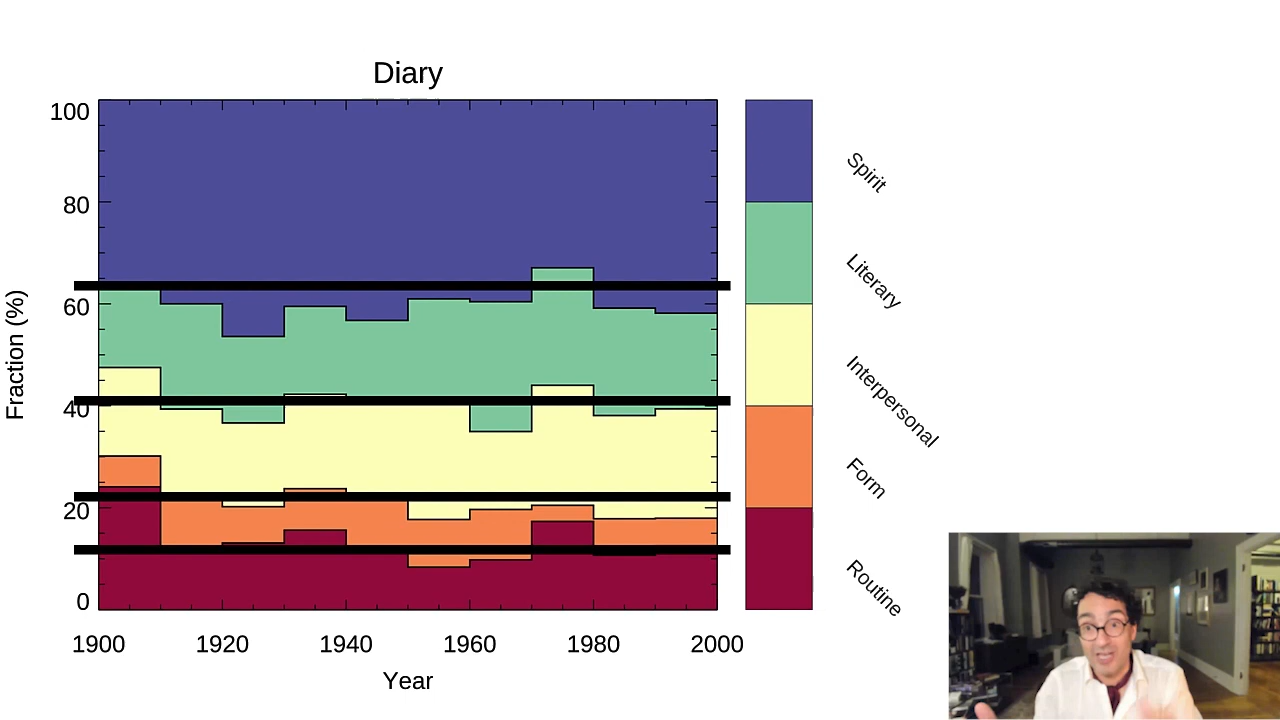 Diary
Fraction (%)
100
80
60
40
20
0
1900 1920 1940 1960 1980 2000
Year
Spirit
Literary
Interpersonal
Form
Routine